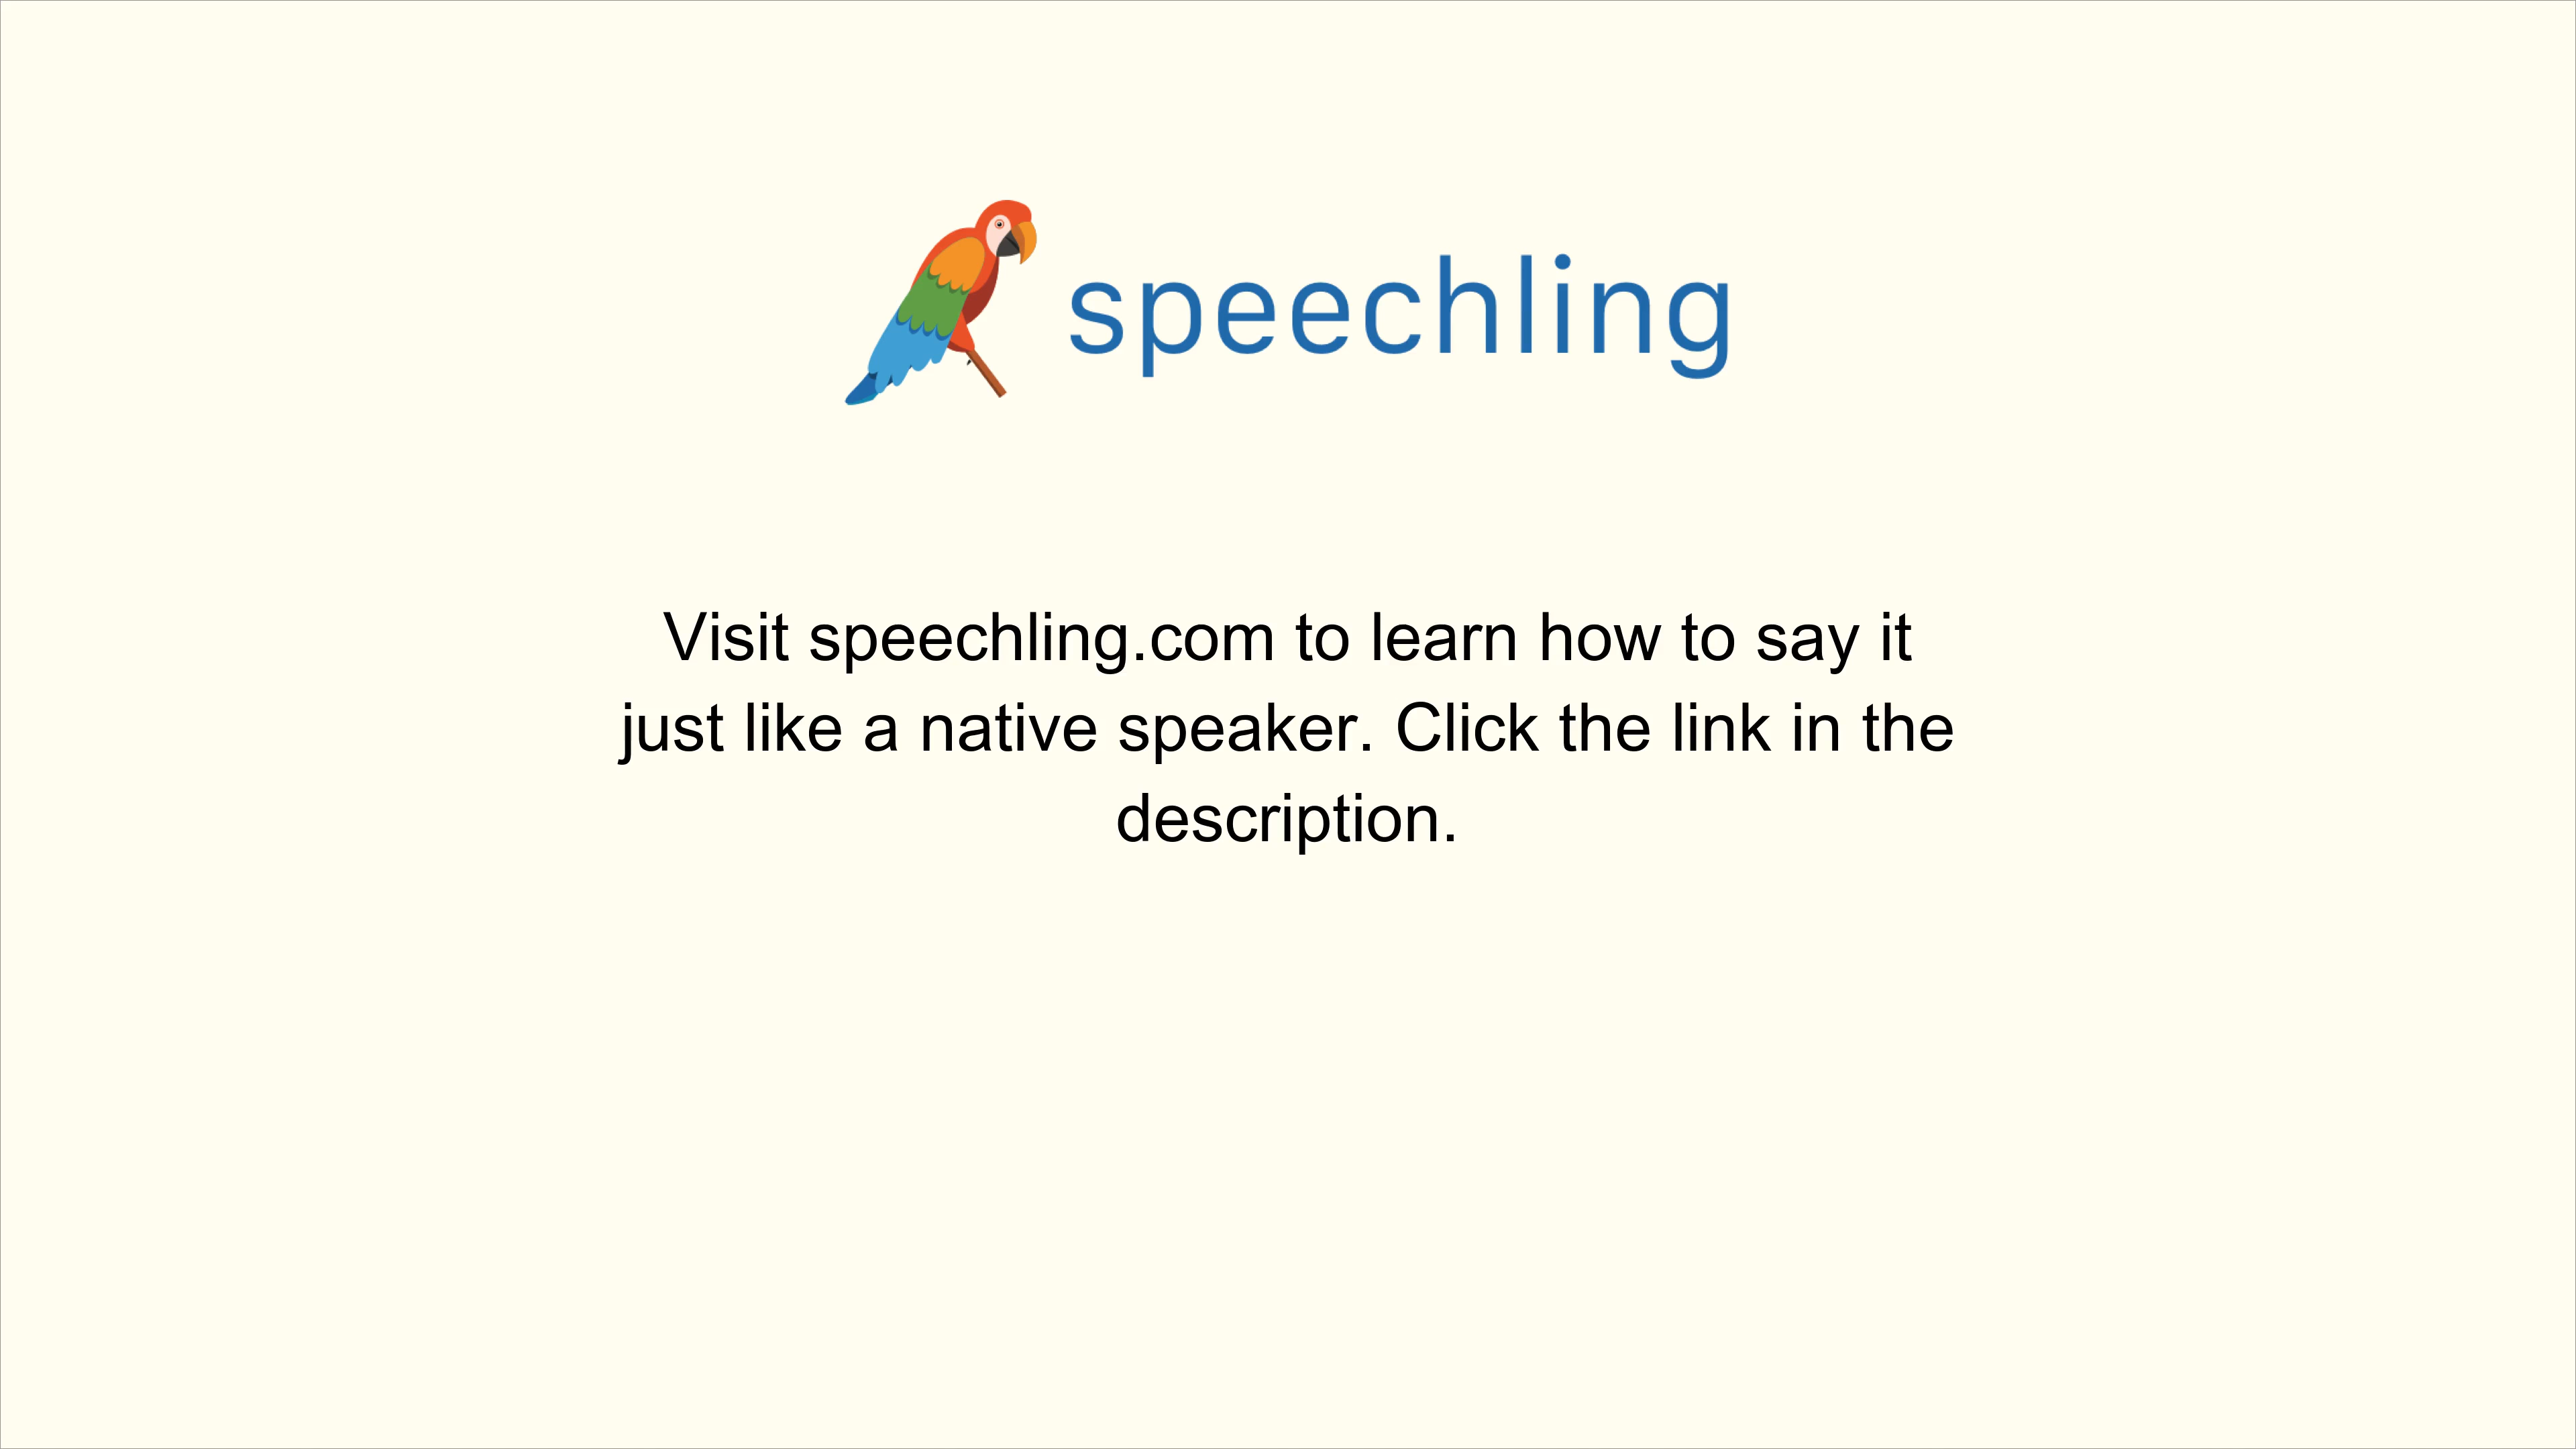 speechling
Visit speechling.com to learn how to say it
just like a native speaker. Click the link in the
description.